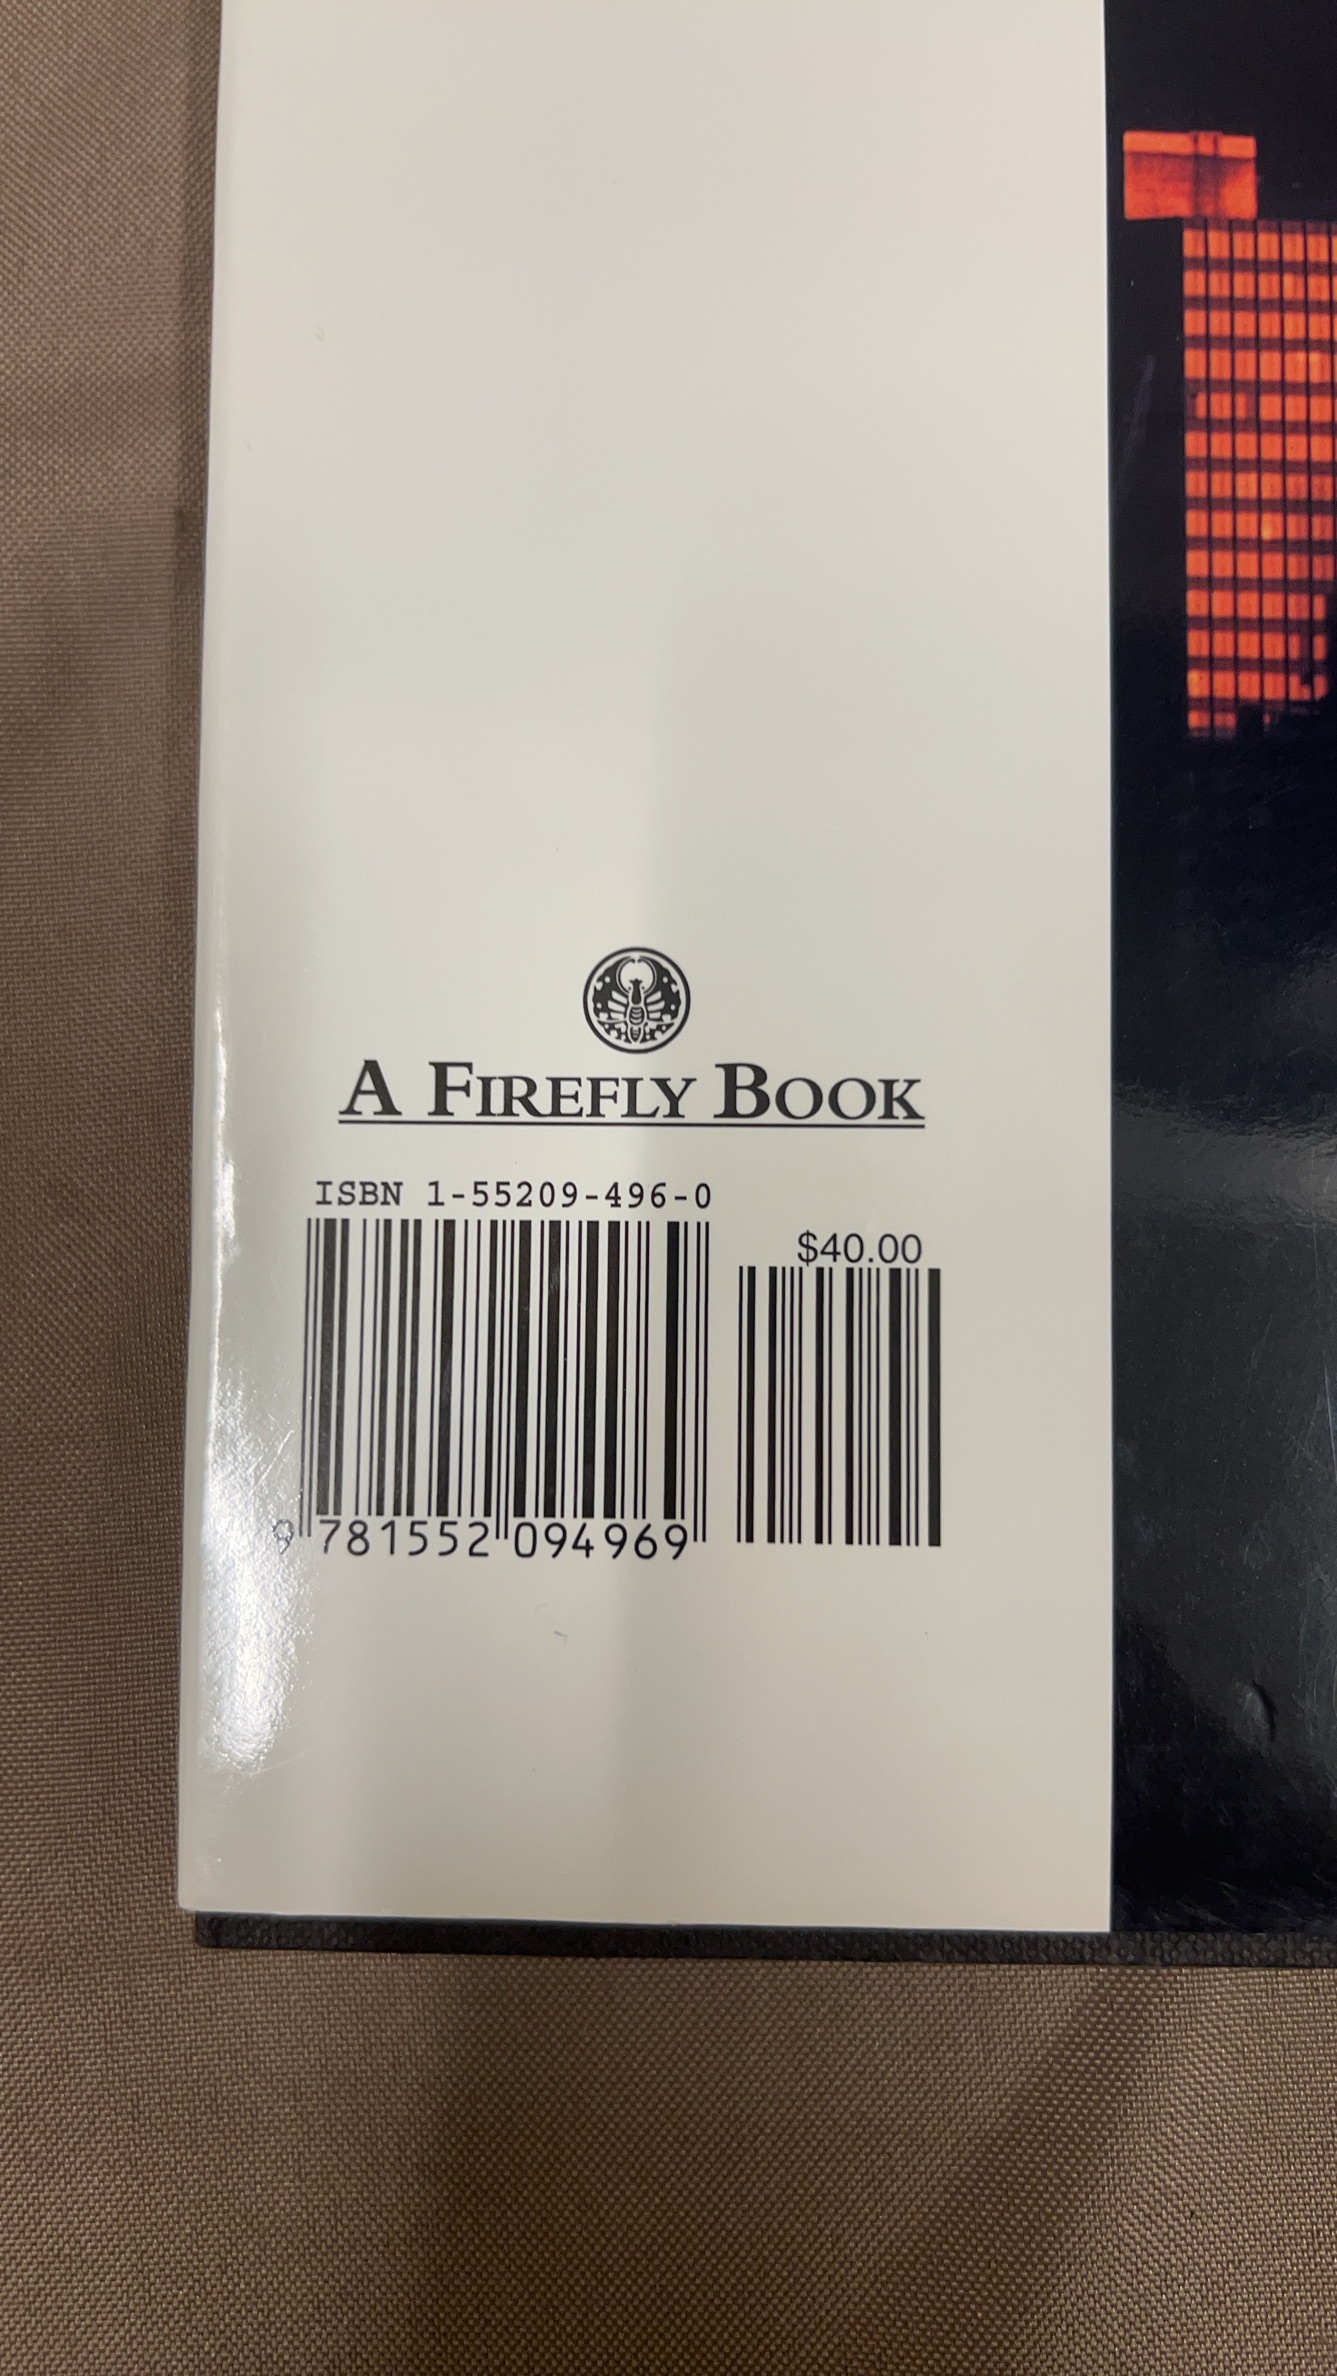 A FIREFLY BOOK
ISBN 1-55209-496-0
$40.00
9 781552 094969